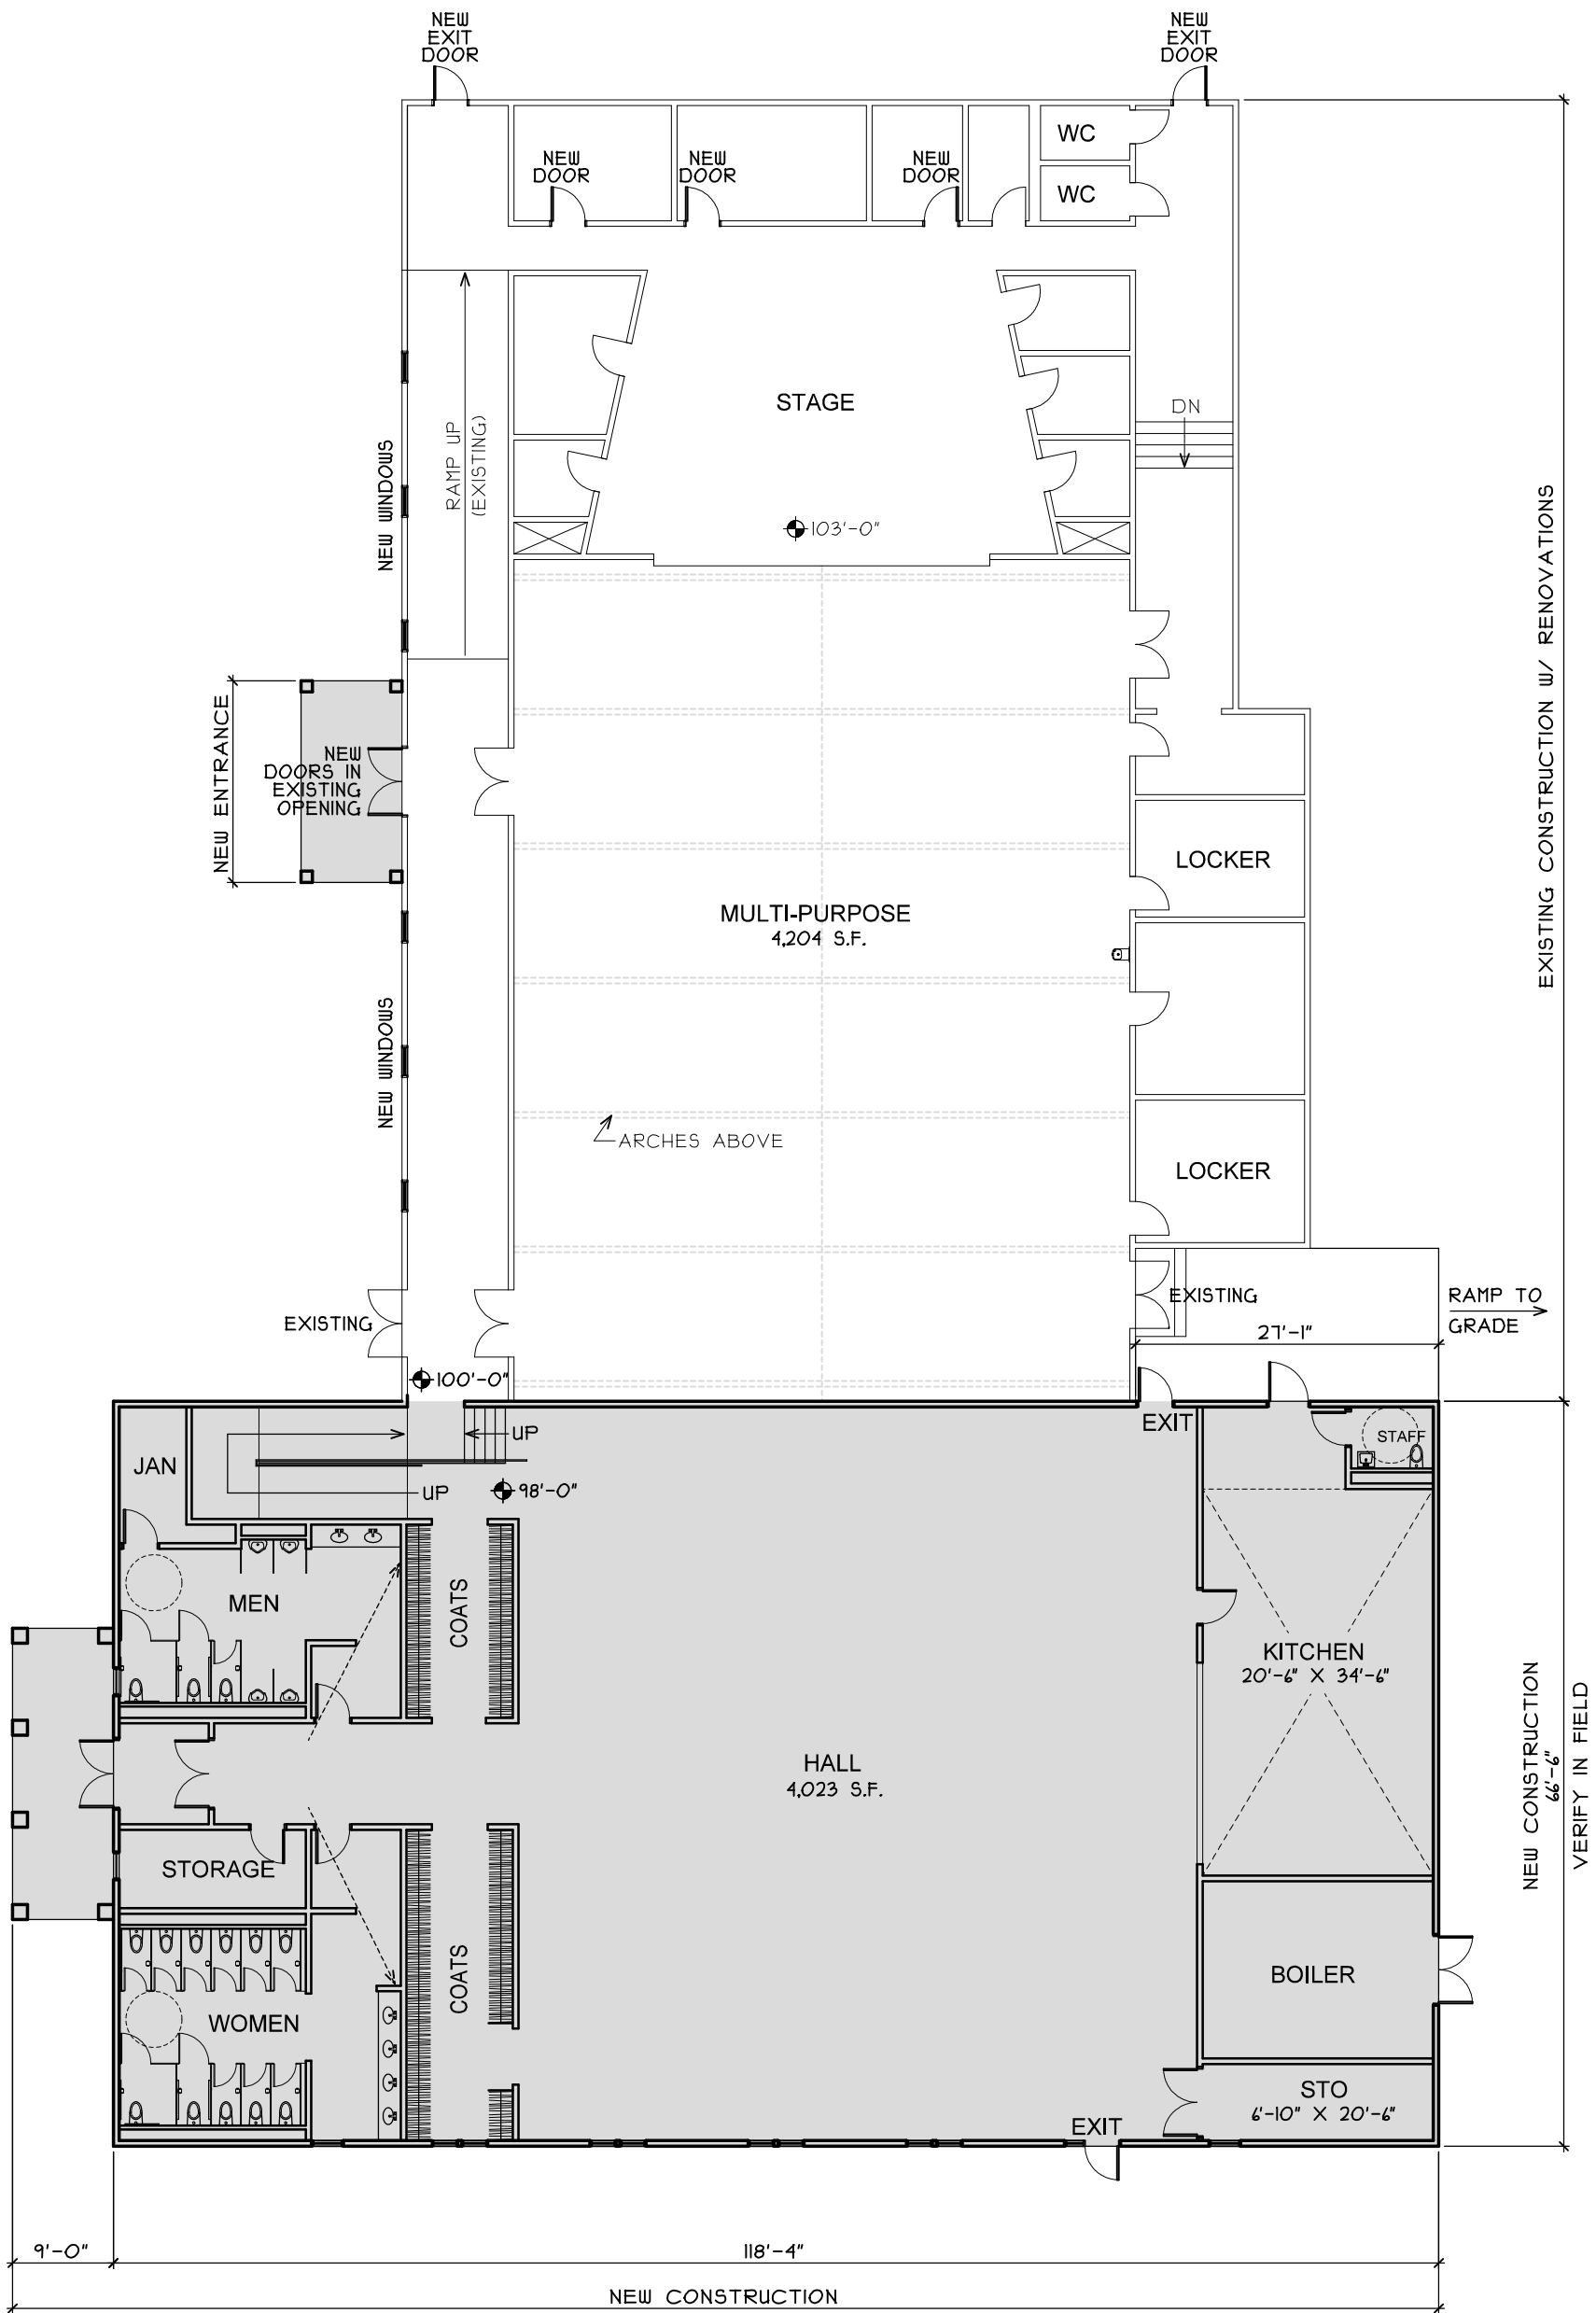 NEW
EXIT
DOOR
NEW
EXIT
DOOR
WC
NEW
DOOR
NEW
DOOR
NEW
DOOR
WC
STAGE
DN
RAMP UP
(EXISTING)
NEW WINDOWS
103'-0"
EXISTING CONSTRUCTION W/ RENOVATIONS
NEW ENTRANCE
NEW
DOORS IN
EXISTING
OPENING
LOCKER
MULTI-PURPOSE
4,204 S.F.
NEW WINDOWS
ARCHES ABOVE
LOCKER
EXISTING
EXISTING
RAMP TO
GRADE
27'-1"
100'-0"
EXIT
UP
STAFF
JAN
UP
98'-0"
MEN
COATS
KITCHEN
20'-6" X 34'-6"
HALL
4,023 S.F.
NEW CONSTRUCTION
66'-6"
VERIFY IN FIELD
STORAGE
COATS
BOILER
WOMEN
STO
6'-10" X 20'-6"
EXIT
9'-0"
118'-4"
NEW CONSTRUCTION